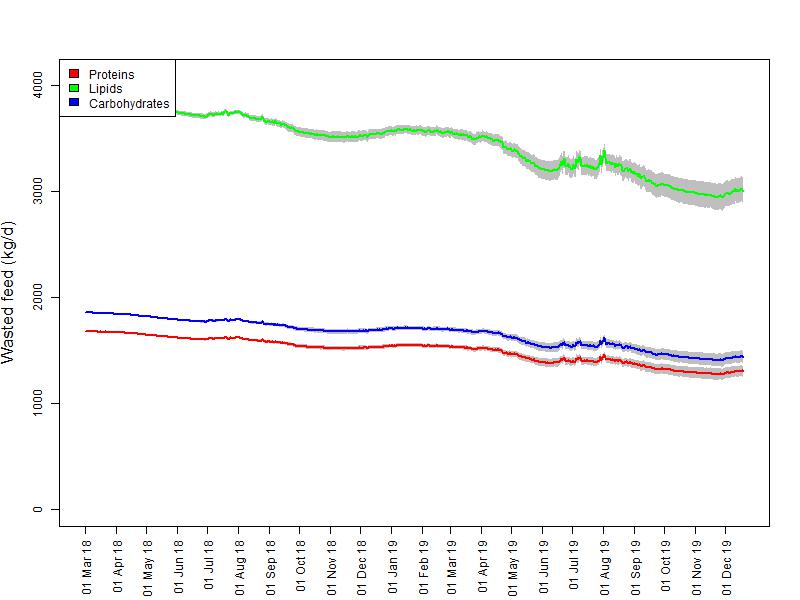 Proteins
Lipids
Carbohydrates
Wasted feed (kg/d)
4000
3000
2000
1000
0
01 Mar 18
01 Apr 18
01 May 18
01 Jun 18
01 Jul 18
01 Aug 18
01 Sep 18
01 Oct 18
01 Nov 18
01 Dec 18
01 Jan 19
01 Feb 19
01 Mar 19
01 Apr 19
01 May 19
01 Jun 19
01 Jul 19
01 Aug 19
01 Sep 19
01 Oct 19
01 Nov 19
01 Dec 19